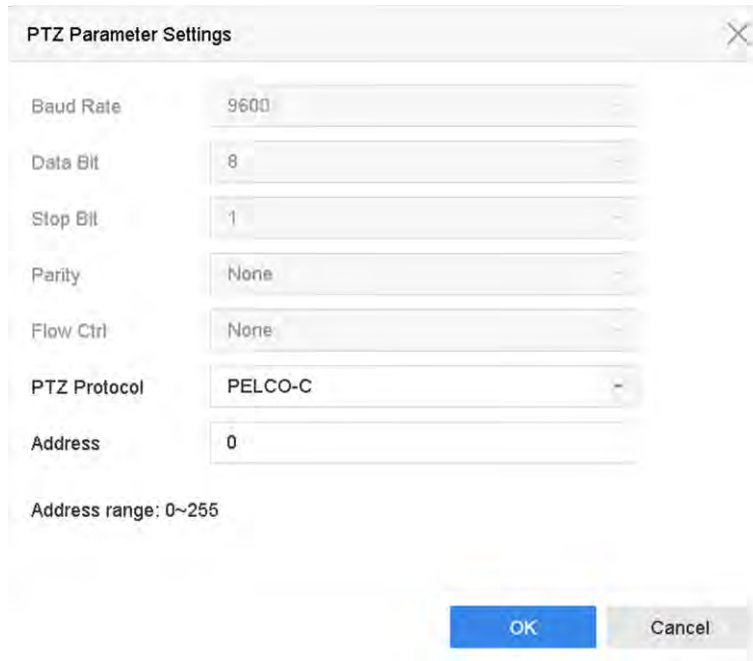 PTZ Parameter Settings
Baud Rate 9600
Data Bit 8
Stop Bit 1
Parity None
Flow Ctrl None
PTZ Protocol PELCO-C
Address 0
Address range: 0~255
OK Cancel